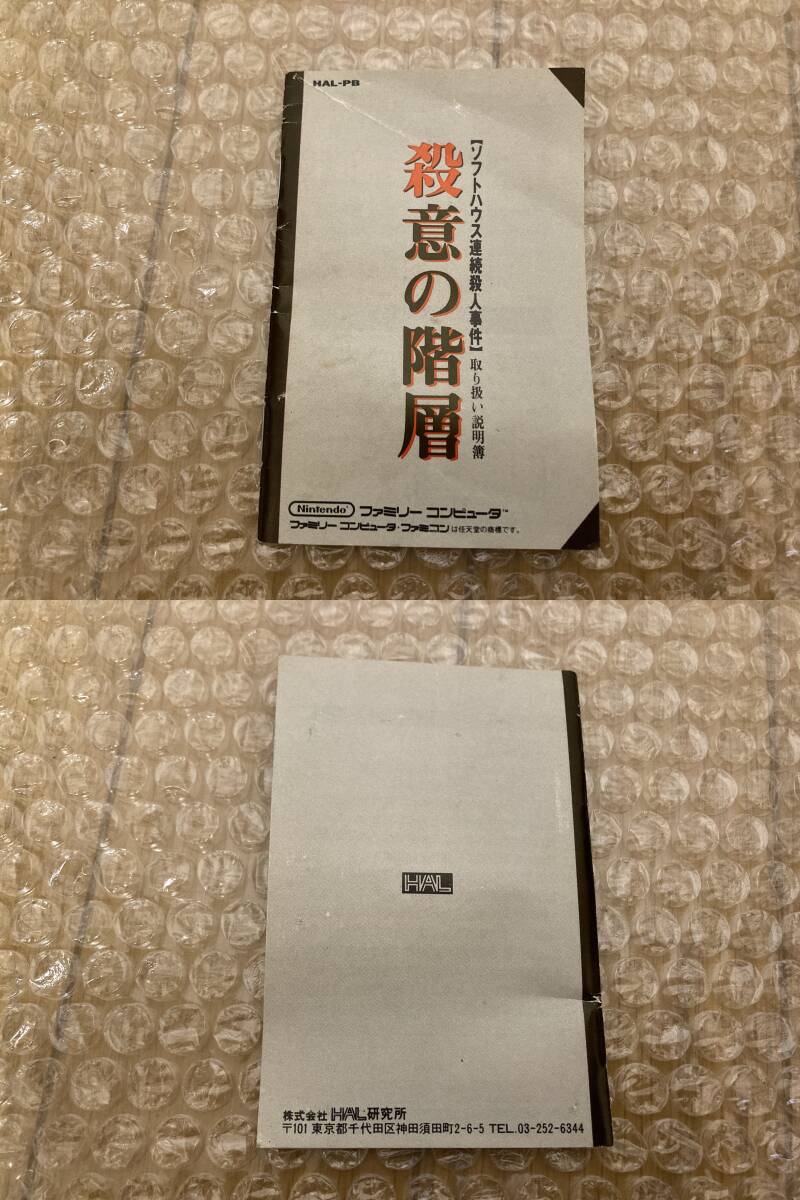 HAL-PB
【ソフトハウス連続殺人事件】取り扱い説明簿
殺意の階層
Nintendo® ファミリー コンピュータ™
ファミリー コンピュータ・ファミコンは任天堂の商標です。
HAL
株式会社 HAL研究所
〒101 東京都千代田区神田須田町2-6-5 TEL.03-252-6344